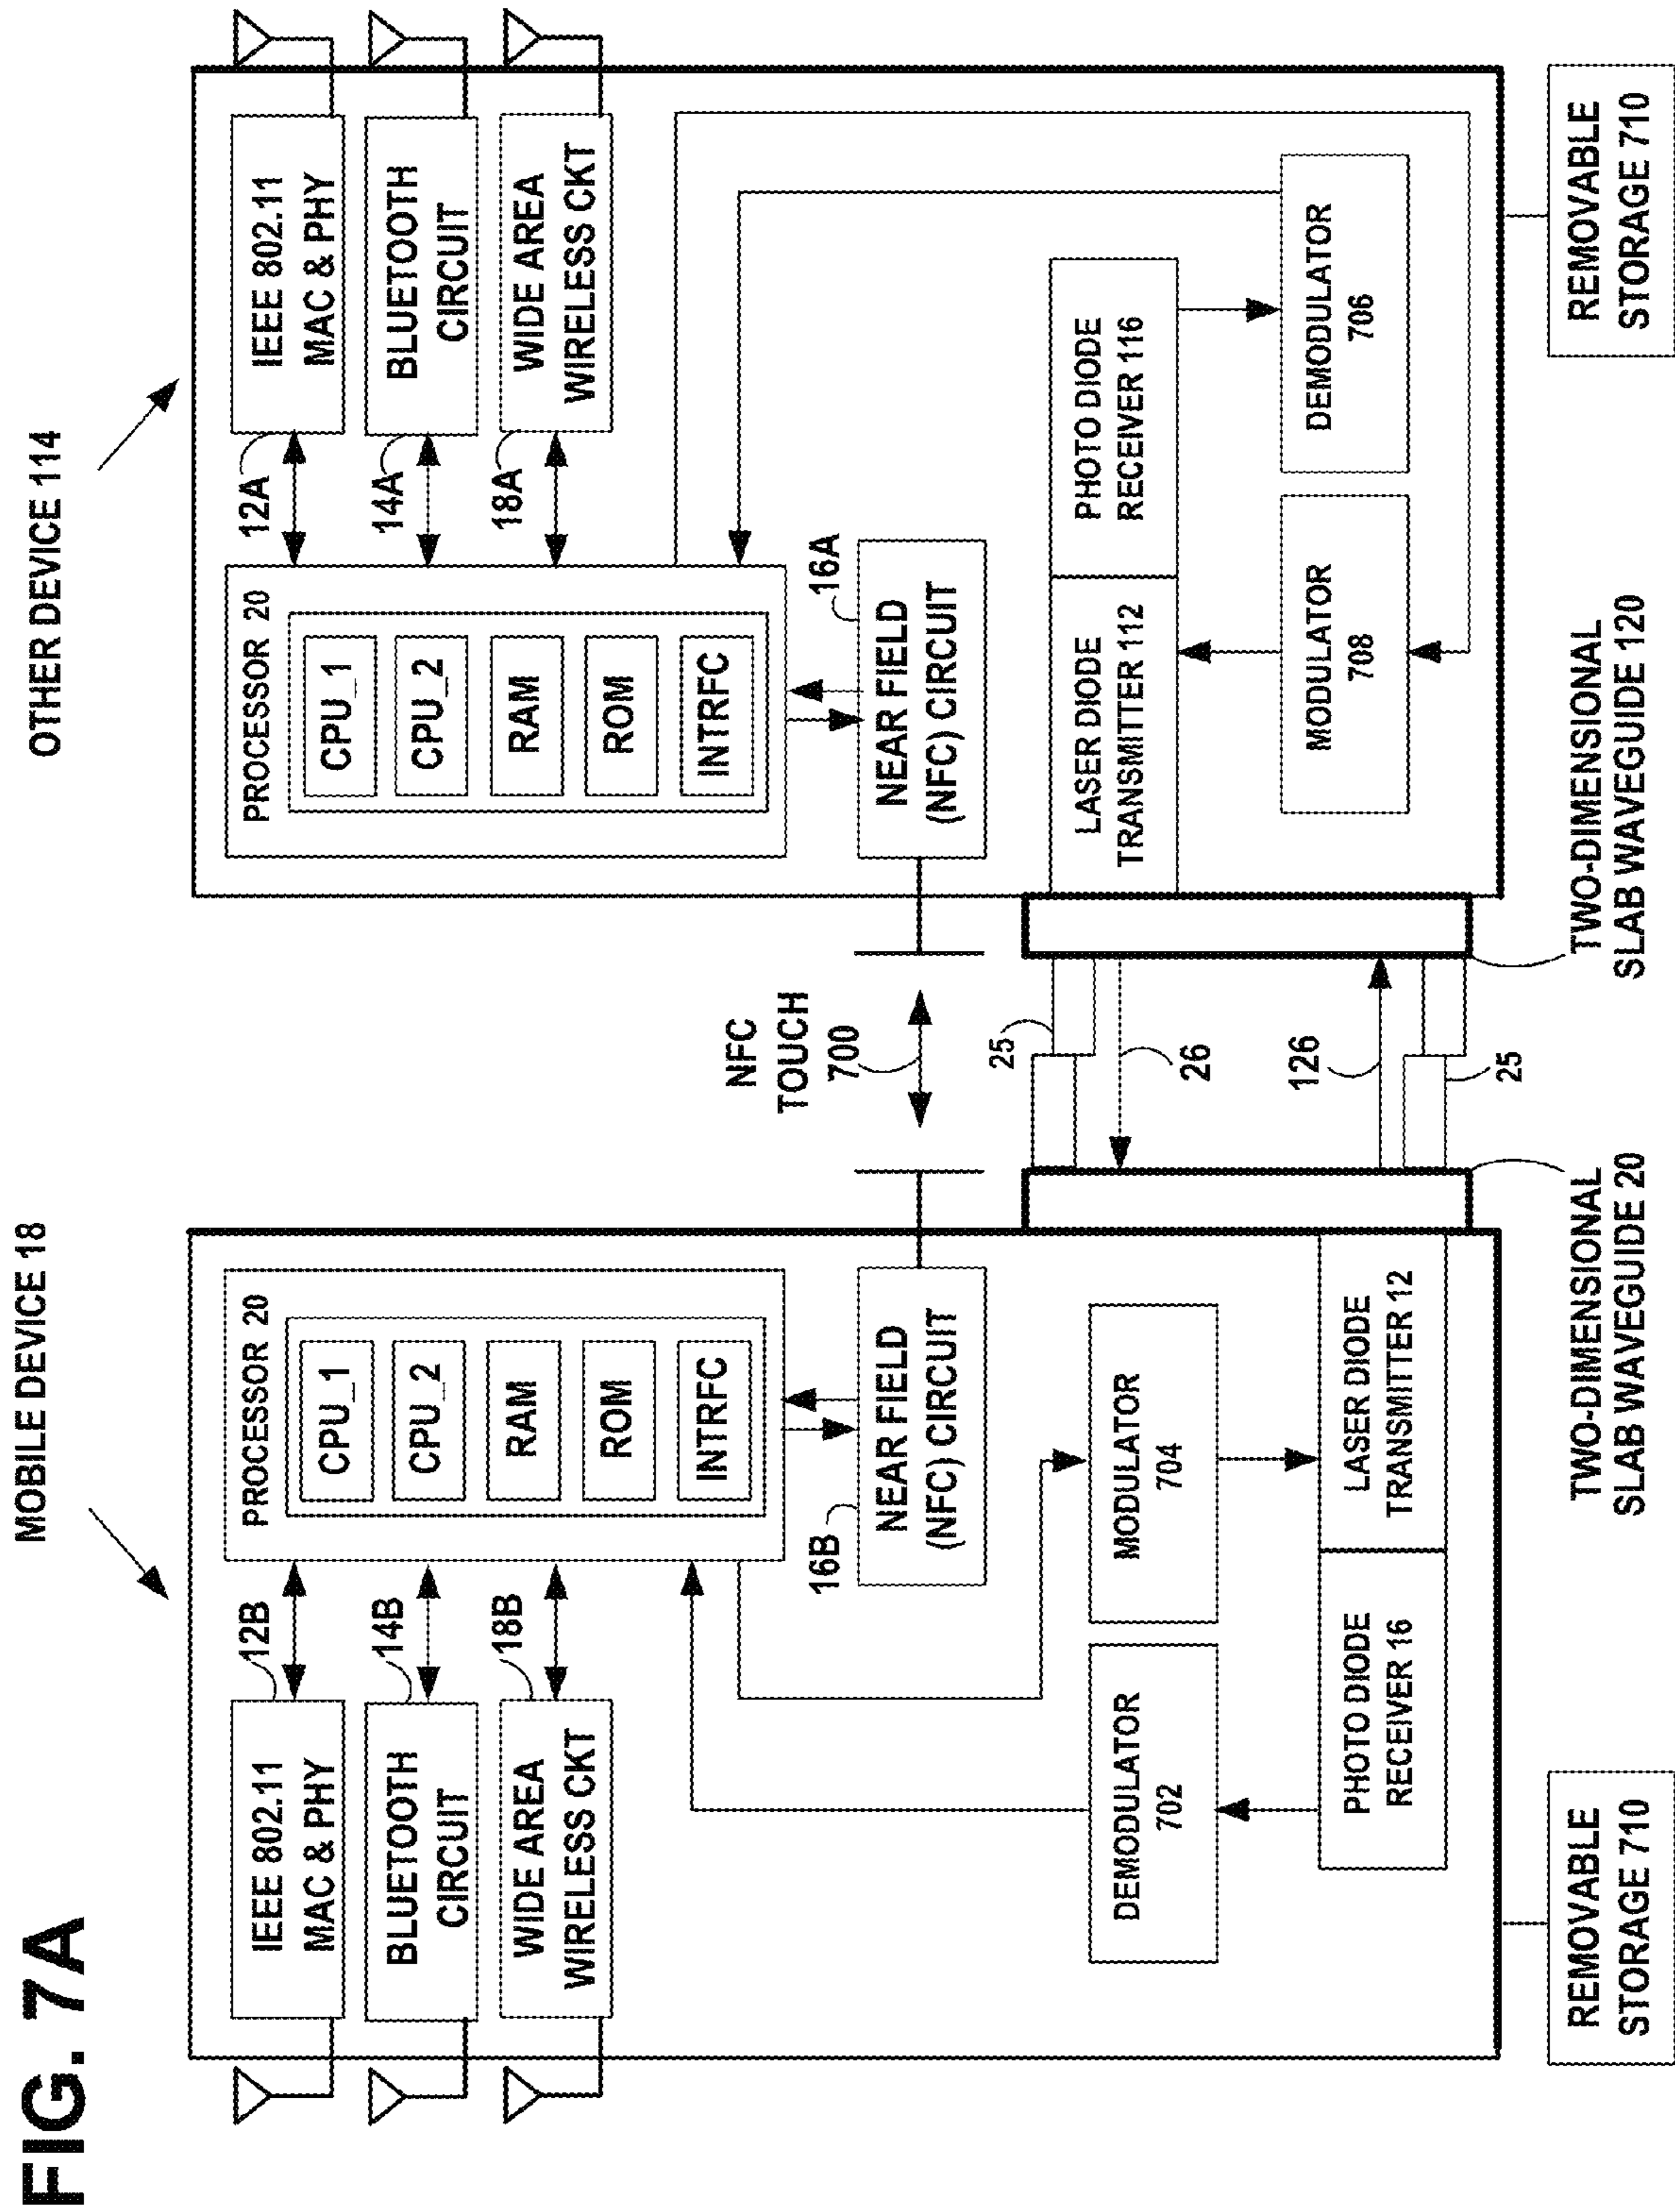 FIG. 7A
MOBILE DEVICE 18
IEEE 802.11
MAC & PHY
12B
BLUETOOTH
CIRCUIT
14B
WIDE AREA
WIRELESS CKT
18B
PROCESSOR 20
CPU_1
CPU_2
RAM
ROM
INTRFC
16B
NEAR FIELD
(NFC) CIRCUIT
DEMODULATOR
702
MODULATOR
704
PHOTO DIODE
RECEIVER 16
LASER DIODE
TRANSMITTER 12
REMOVABLE
STORAGE 710
TWO-DIMENSIONAL
SLAB WAVEGUIDE 20
NFC
TOUCH
700
25
26
126
25
OTHER DEVICE 114
PROCESSOR 20
CPU_1
CPU_2
RAM
ROM
INTRFC
12A
IEEE 802.11
MAC & PHY
14A
BLUETOOTH
CIRCUIT
18A
WIDE AREA
WIRELESS CKT
16A
NEAR FIELD
(NFC) CIRCUIT
LASER DIODE
TRANSMITTER 112
PHOTO DIODE
RECEIVER 116
MODULATOR
708
DEMODULATOR
706
TWO-DIMENSIONAL
SLAB WAVEGUIDE 120
REMOVABLE
STORAGE 710